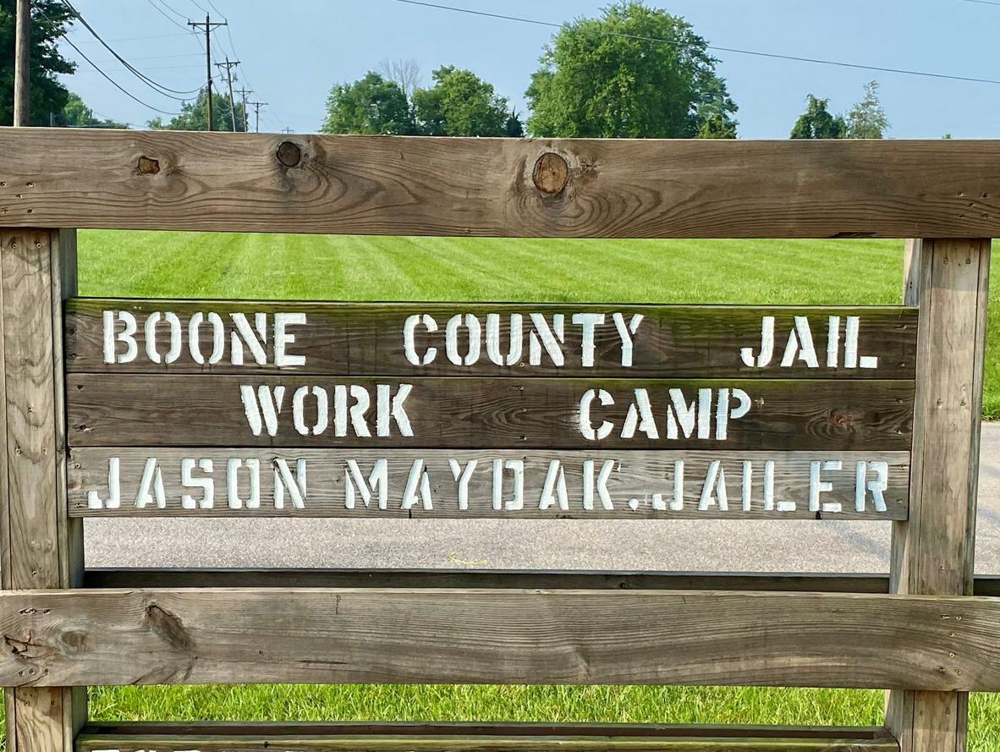 BOONE COUNTY JAIL
WORK CAMP
JASON MAYDAK, JAILER